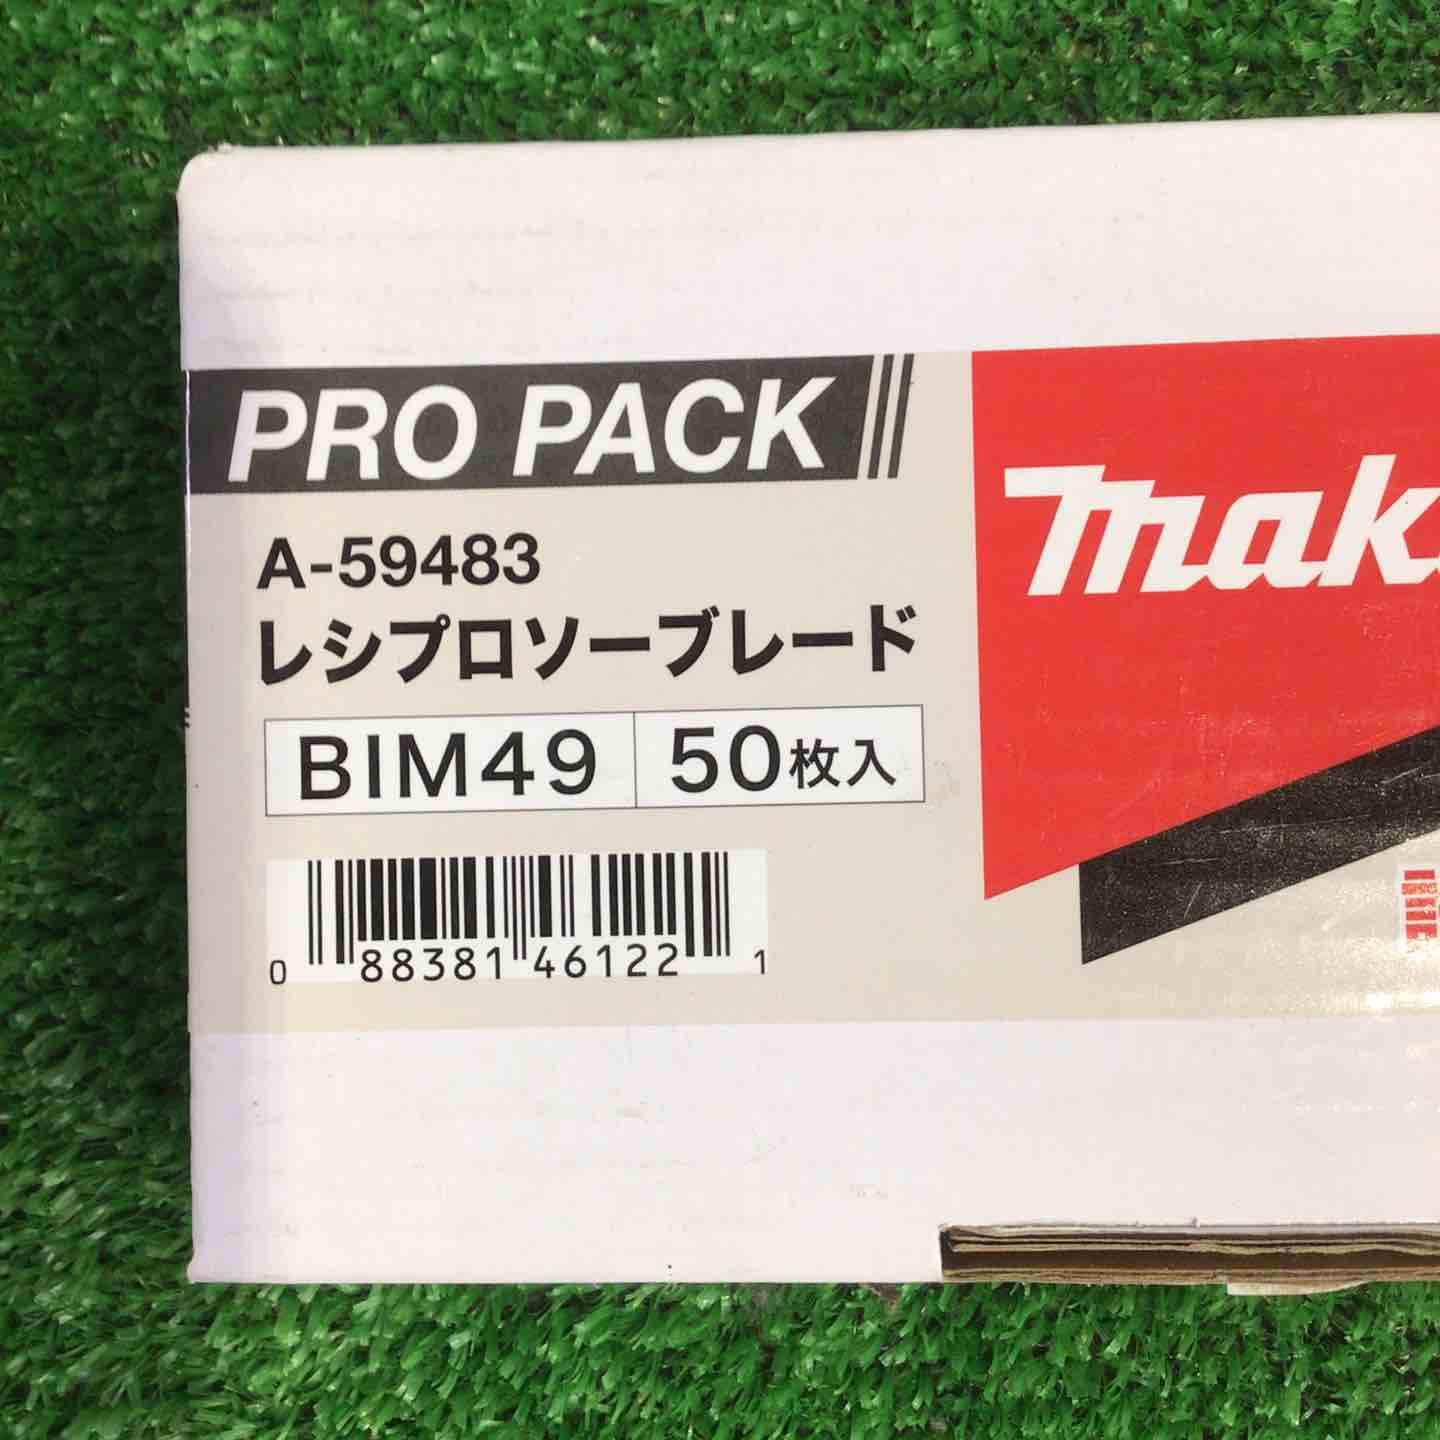 PRO PACK
A-59483
レシプロソーブレード
BIM49 50枚入
0 88381 46122 1
mak